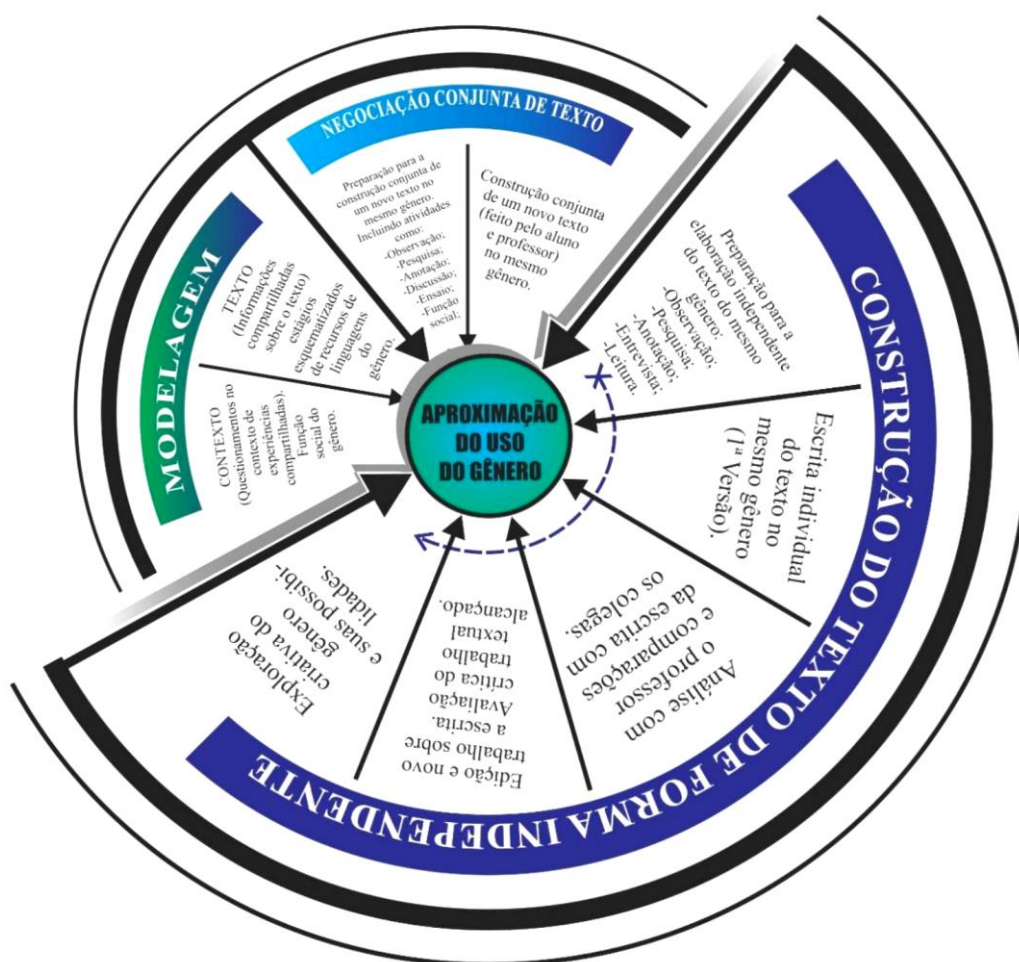 MODELAGEM
CONTEXTO
(Questionamentos no
contexto de
experiências
compartilhadas).
Função
social do
gênero.
TEXTO
(Informações
compartilhadas
sobre o texto)
estágios
esquematizados
de recursos de
linguagens
do
gênero.
NEGOCIAÇÃO CONJUNTA DE TEXTO
Preparação para a
construção conjunta de
um novo texto no
mesmo gênero.
Incluindo atividades
como:
-Observação;
-Pesquisa;
-Anotação;
-Discussão;
-Ensaio;
-Função
social;
Construção conjunta
de um novo texto
(feito pelo aluno
e professor)
no mesmo
gênero.
CONSTRUÇÃO DO TEXTO DE FORMA INDEPENDENTE
Preparação para a
elaboração independente
do texto do mesmo
gênero:
-Observação;
-Pesquisa;
-Anotação;
-Entrevista;
-Leitura.
Escrita individual
do texto no
mesmo gênero
(1ª Versão).
Análise com
o professor
e comparações
da escrita com
os colegas.
Edição e novo
trabalho sobre
a escrita.
Avaliação
crítica do
trabalho
textual
alcançado.
Exploração
criativa do
gênero
e suas possibi-
lidades.
APROXIMAÇÃO
DO USO
DO GÊNERO